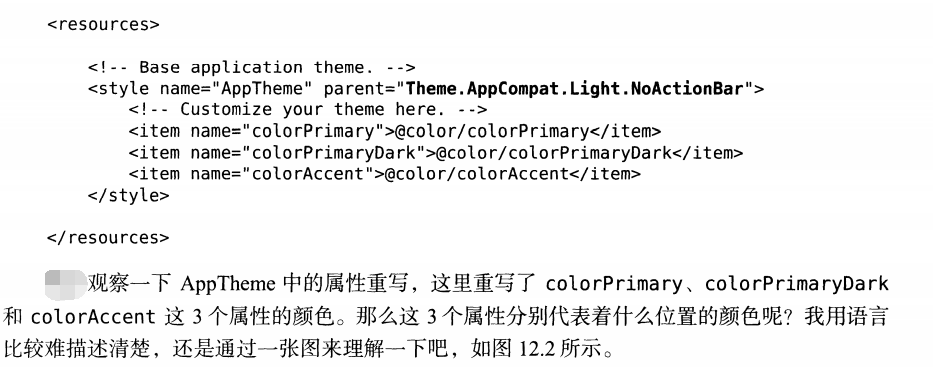 <resources>
<!-- Base application theme. -->
<style name="AppTheme" parent="Theme.AppCompat.Light.NoActionBar">
<!-- Customize your theme here. -->
<item name="colorPrimary">@color/colorPrimary</item>
<item name="colorPrimaryDark">@color/colorPrimaryDark</item>
<item name="colorAccent">@color/colorAccent</item>
</style>
</resources>
观察一下 AppTheme 中的属性重写，这里重写了 colorPrimary、colorPrimaryDark
和 colorAccent 这 3 个属性的颜色。那么这 3 个属性分别代表着什么位置的颜色呢？我用语言
比较难描述清楚，还是通过一张图来理解一下吧，如图 12.2 所示。